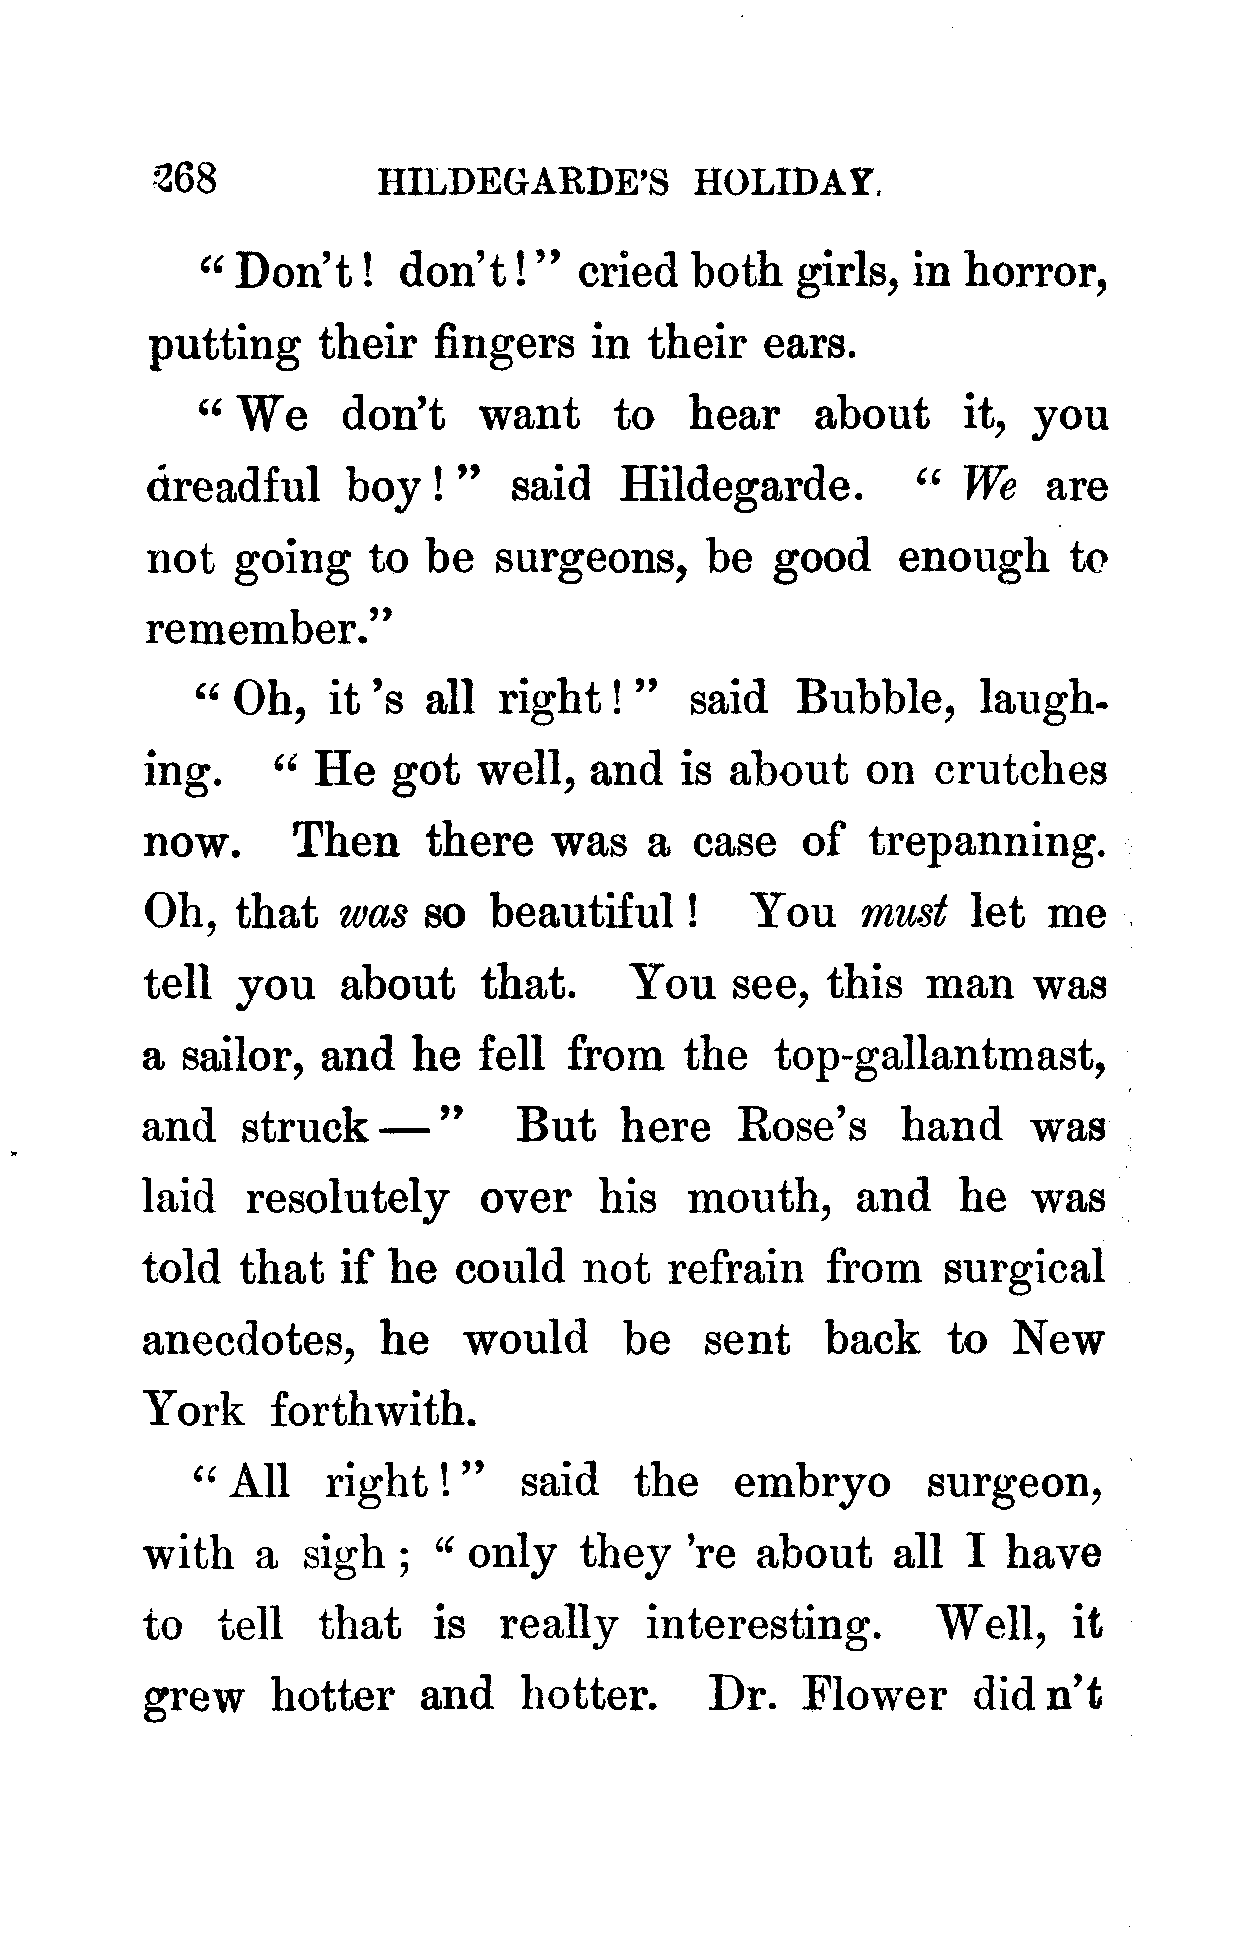 268 HILDEGARDE'S HOLIDAY.
" Don't ! don't ! " cried both girls, in horror,
putting their fingers in their ears.
" We don't want to hear about it, you
dreadful boy ! " said Hildegarde. " We are
not going to be surgeons, be good enough to
remember."
" Oh, it 's all right ! " said Bubble, laugh-
ing. " He got well, and is about on crutches
now. Then there was a case of trepanning.
Oh, that was so beautiful ! You must let me
tell you about that. You see, this man was
a sailor, and he fell from the top-gallantmast,
and struck — " But here Rose's hand was
laid resolutely over his mouth, and he was
told that if he could not refrain from surgical
anecdotes, he would be sent back to New
York forthwith.
" All right ! " said the embryo surgeon,
with a sigh ; " only they 're about all I have
to tell that is really interesting. Well, it
grew hotter and hotter. Dr. Flower did n't